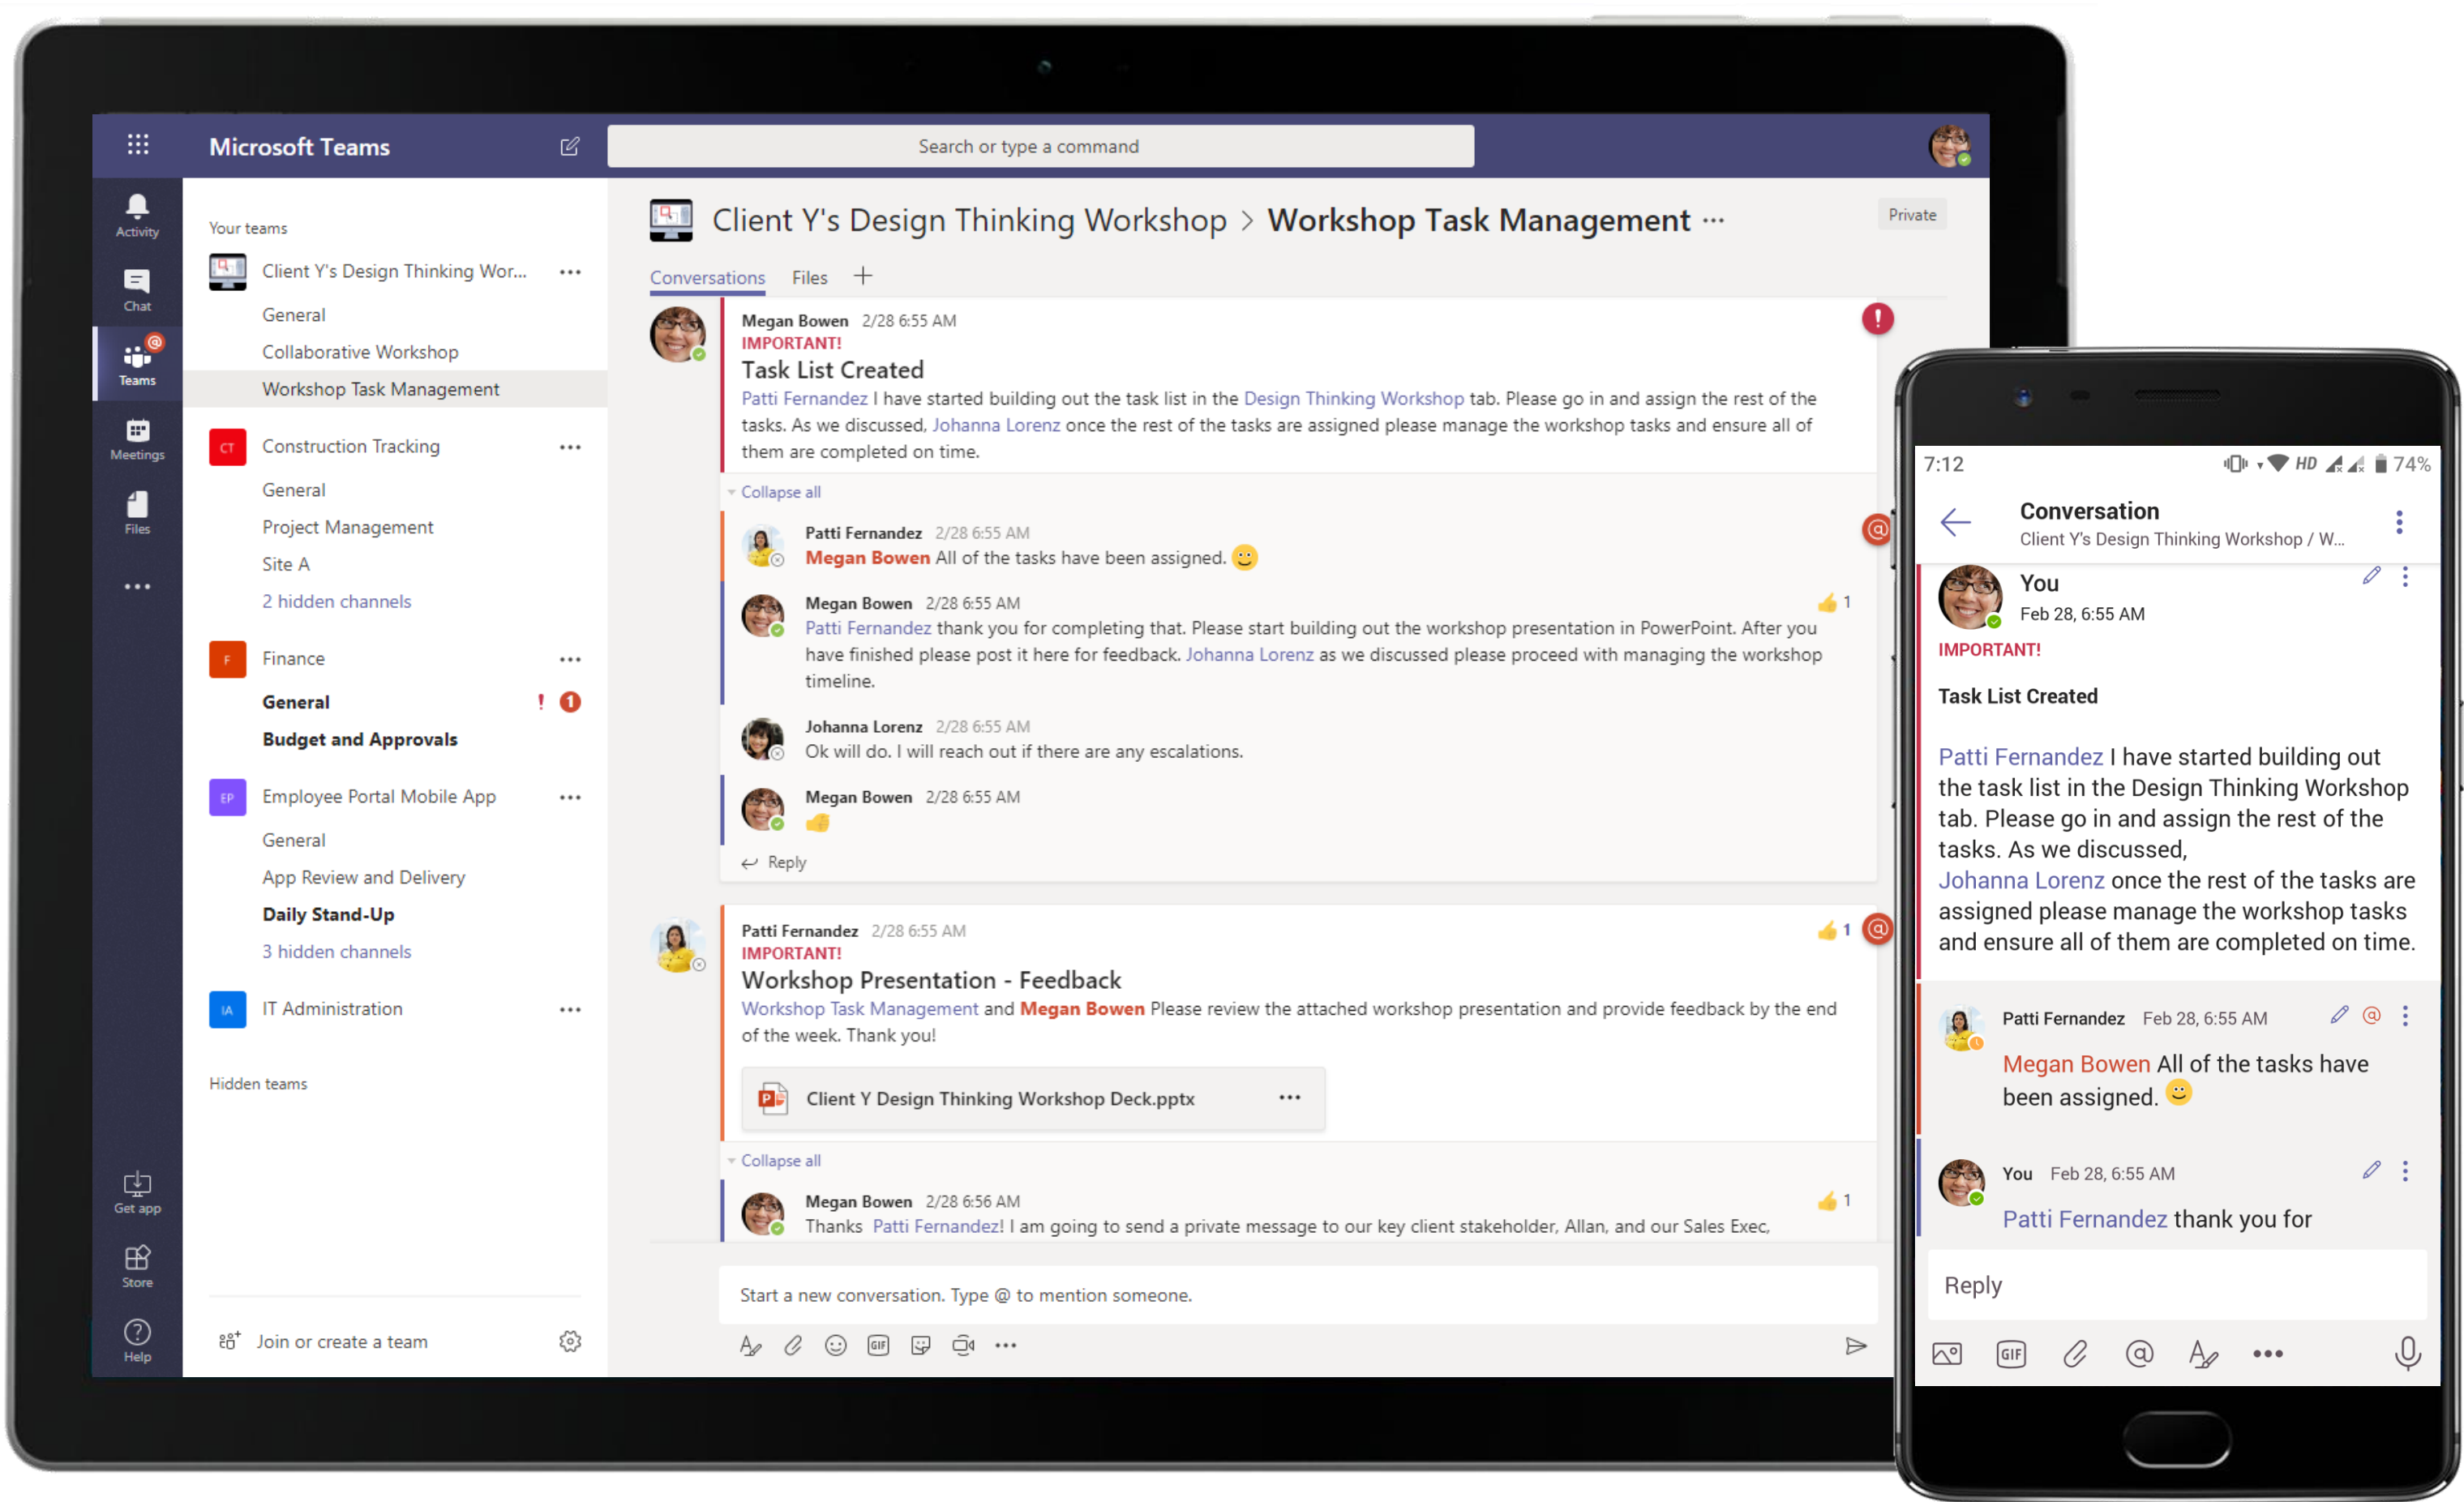 Microsoft Teams
Search or type a command
Activity
Chat
Teams
Meetings
Files
Get app
Store
Help
Your teams
Client Y's Design Thinking Wor...
General
Collaborative Workshop
Workshop Task Management
CT
Construction Tracking
General
Project Management
Site A
2 hidden channels
F
Finance
General
! 1
Budget and Approvals
EP
Employee Portal Mobile App
General
App Review and Delivery
Daily Stand-Up
3 hidden channels
IA
IT Administration
Hidden teams
Join or create a team
Client Y's Design Thinking Workshop > Workshop Task Management ...
Private
Conversations Files +
Megan Bowen 2/28 6:55 AM
IMPORTANT!
Task List Created
Patti Fernandez I have started building out the task list in the Design Thinking Workshop tab. Please go in and assign the rest of the
tasks. As we discussed, Johanna Lorenz once the rest of the tasks are assigned please manage the workshop tasks and ensure all of
them are completed on time.
Collapse all
Patti Fernandez 2/28 6:55 AM
@
Megan Bowen All of the tasks have been assigned. 🙂
Megan Bowen 2/28 6:55 AM
👍 1
Patti Fernandez thank you for completing that. Please start building out the workshop presentation in PowerPoint. After you
have finished please post it here for feedback. Johanna Lorenz as we discussed please proceed with managing the workshop
timeline.
Johanna Lorenz 2/28 6:55 AM
Ok will do. I will reach out if there are any escalations.
Megan Bowen 2/28 6:55 AM
Reply
Patti Fernandez 2/28 6:55 AM
👍 1 @
IMPORTANT!
Workshop Presentation - Feedback
Workshop Task Management and Megan Bowen Please review the attached workshop presentation and provide feedback by the end
of the week. Thank you!
Client Y Design Thinking Workshop Deck.pptx
Collapse all
Megan Bowen 2/28 6:56 AM
👍 1
Thanks Patti Fernandez! I am going to send a private message to our key client stakeholder, Allan, and our Sales Exec,
Start a new conversation. Type @ to mention someone.
GIF
7:12
HD
74%
Conversation
Client Y's Design Thinking Workshop / W...
You
Feb 28, 6:55 AM
IMPORTANT!
Task List Created
Patti Fernandez I have started building out
the task list in the Design Thinking Workshop
tab. Please go in and assign the rest of the
tasks. As we discussed,
Johanna Lorenz once the rest of the tasks are
assigned please manage the workshop tasks
and ensure all of them are completed on time.
Patti Fernandez Feb 28, 6:55 AM
@
Megan Bowen All of the tasks have
been assigned. 🙂
You Feb 28, 6:55 AM
Patti Fernandez thank you for
Reply
GIF @